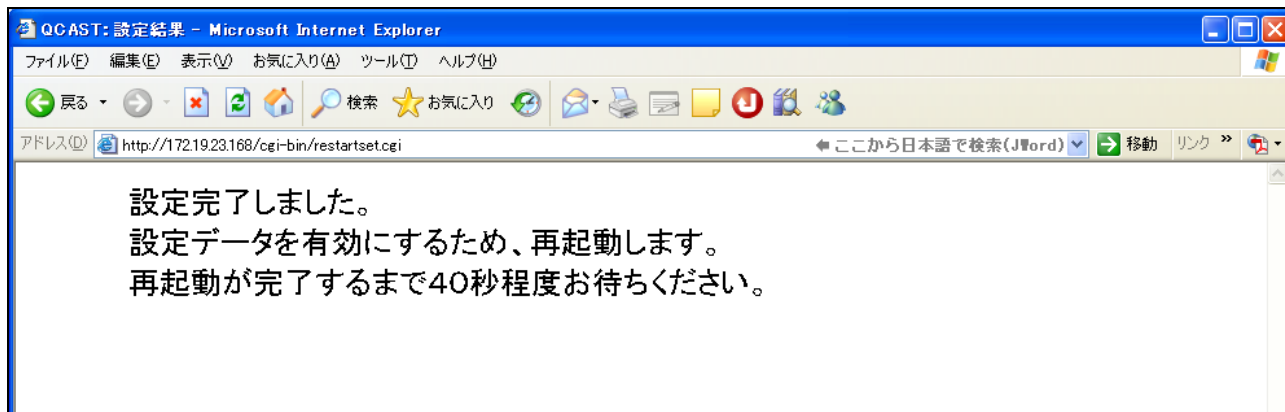 QCAST: 設定結果 - Microsoft Internet Explorer
ファイル(F) 編集(E) 表示(V) お気に入り(A) ツール(T) ヘルプ(H)
戻る 検索 お気に入り
アドレス(D) http://172.19.23.168/cgi-bin/restartset.cgi ここから日本語で検索(JWord) 移動 リンク »
設定完了しました。
設定データを有効にするため、再起動します。
再起動が完了するまで40秒程度お待ちください。